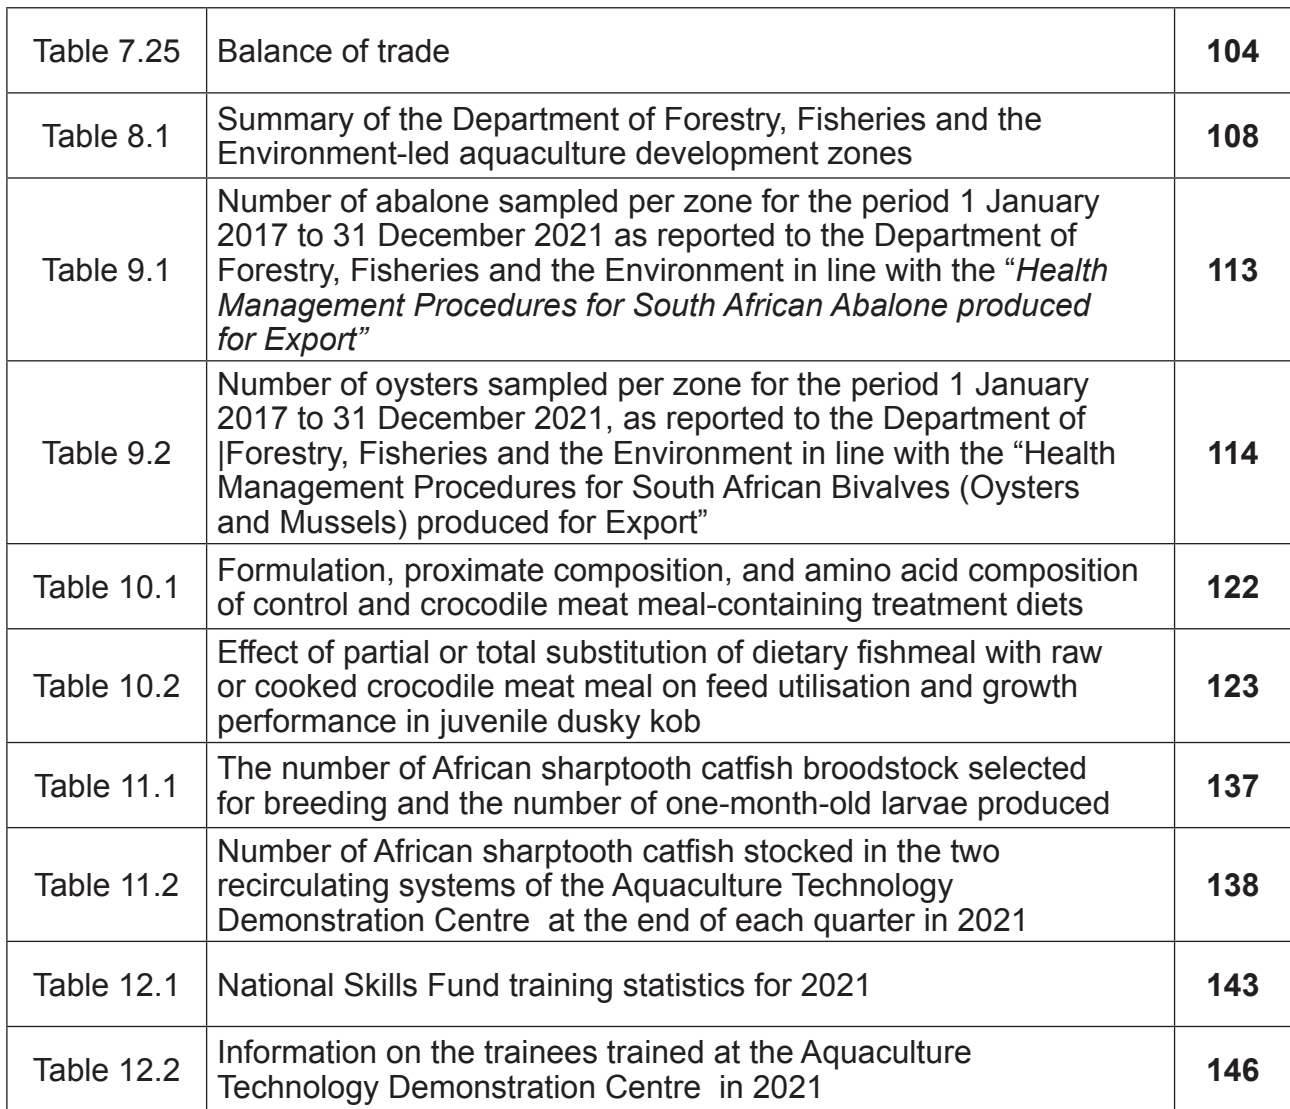 Table 7.25 Balance of trade 104
Table 8.1 Summary of the Department of Forestry, Fisheries and the
Environment-led aquaculture development zones 108
Table 9.1 Number of abalone sampled per zone for the period 1 January
2017 to 31 December 2021 as reported to the Department of
Forestry, Fisheries and the Environment in line with the “Health
Management Procedures for South African Abalone produced
for Export” 113
Table 9.2 Number of oysters sampled per zone for the period 1 January
2017 to 31 December 2021, as reported to the Department of
|Forestry, Fisheries and the Environment in line with the “Health
Management Procedures for South African Bivalves (Oysters
and Mussels) produced for Export” 114
Table 10.1 Formulation, proximate composition, and amino acid composition
of control and crocodile meat meal-containing treatment diets 122
Table 10.2 Effect of partial or total substitution of dietary fishmeal with raw
or cooked crocodile meat meal on feed utilisation and growth
performance in juvenile dusky kob 123
Table 11.1 The number of African sharptooth catfish broodstock selected
for breeding and the number of one-month-old larvae produced 137
Table 11.2 Number of African sharptooth catfish stocked in the two
recirculating systems of the Aquaculture Technology
Demonstration Centre at the end of each quarter in 2021 138
Table 12.1 National Skills Fund training statistics for 2021 143
Table 12.2 Information on the trainees trained at the Aquaculture
Technology Demonstration Centre in 2021 146